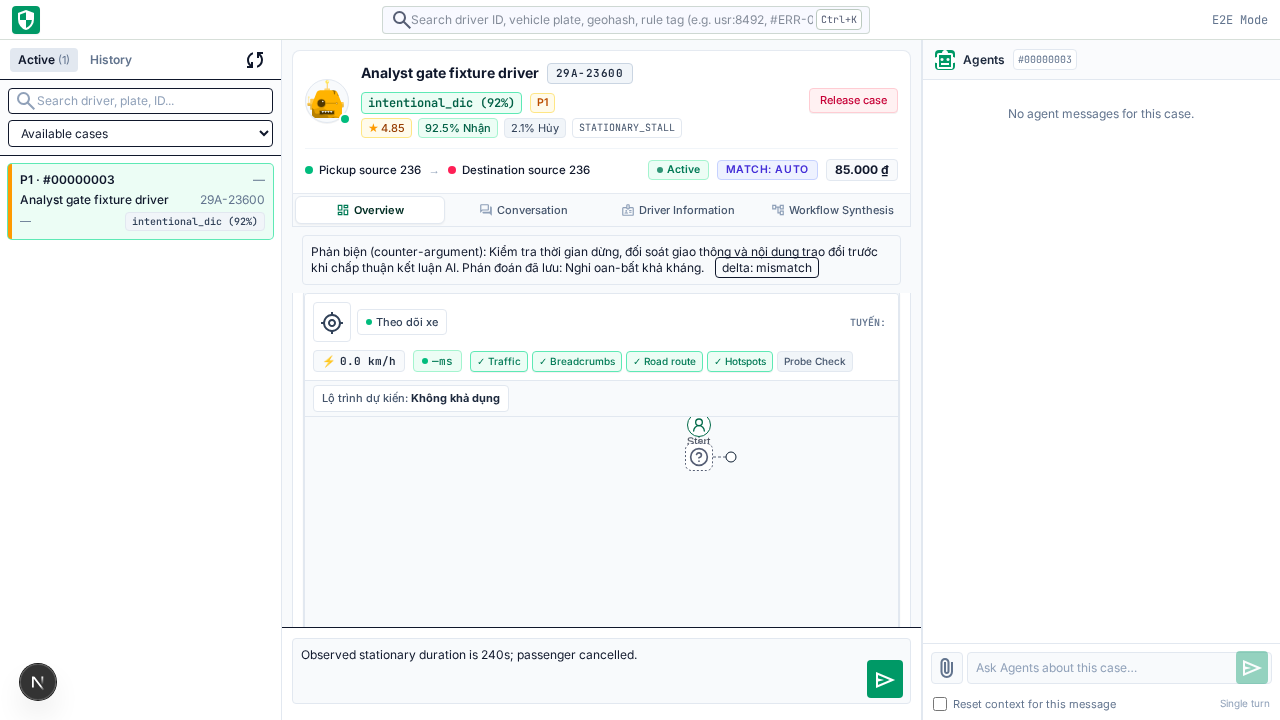 Search driver ID, vehicle plate, geohash, rule tag (e.g. usr:8492, #ERR-0
Ctrl+K
E2E Mode
Active (1)
History
Search driver, plate, ID...
Available cases
P1 · #00000003 —
Analyst gate fixture driver 29A-23600
— intentional_dic (92%)
N
Analyst gate fixture driver 29A-23600
intentional_dic (92%) P1
★ 4.85 92.5% Nhận 2.1% Hủy STATIONARY_STALL
Release case
Pickup source 236 → Destination source 236
Active MATCH: AUTO 85.000 ₫
Overview Conversation Driver Information Workflow Synthesis
Phản biện (counter-argument): Kiểm tra thời gian dừng, đối soát giao thông và nội dung trao đổi trước
khi chấp thuận kết luận AI. Phán đoán đã lưu: Nghi oan-bất khả kháng. delta: mismatch
Theo dõi xe
TUYẾN:
⚡ 0.0 km/h —ms ✓ Traffic ✓ Breadcrumbs ✓ Road route ✓ Hotspots Probe Check
Lộ trình dự kiến: Không khả dụng
Start
Observed stationary duration is 240s; passenger cancelled.
Agents #00000003
No agent messages for this case.
Ask Agents about this case...
Reset context for this message
Single turn